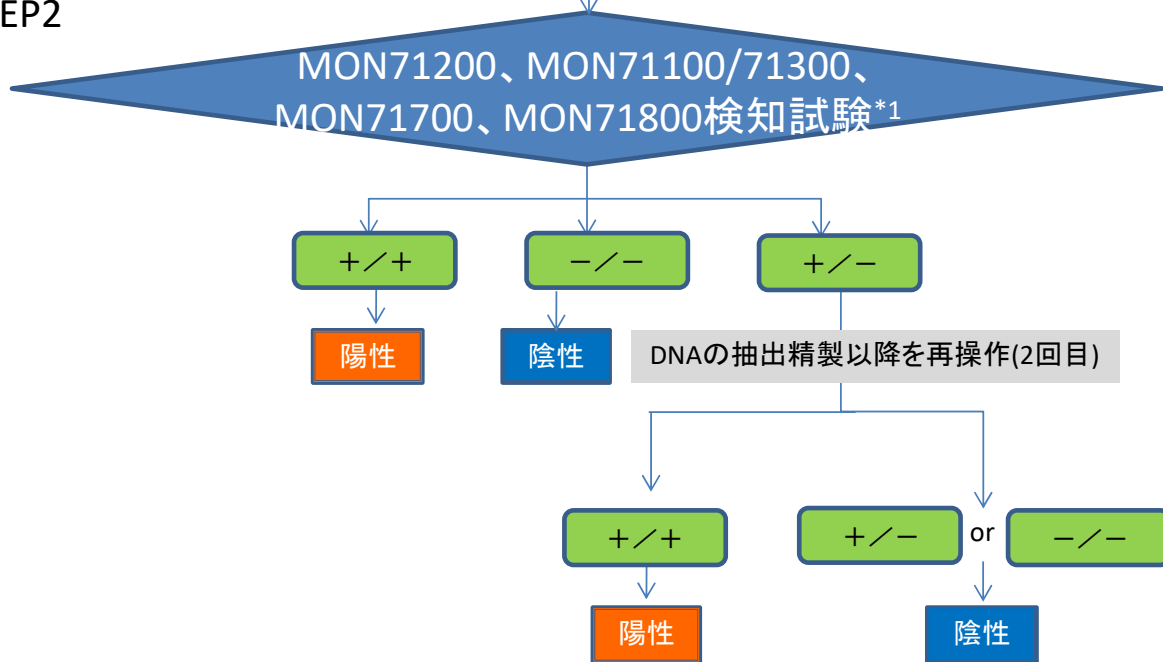 EP2
MON71200、MON71100/71300、
MON71700、MON71800検知試験*1
＋／＋
－／－
＋／－
陽性
陰性
DNAの抽出精製以降を再操作(2回目)
＋／＋
＋／－
or
－／－
陽性
陰性